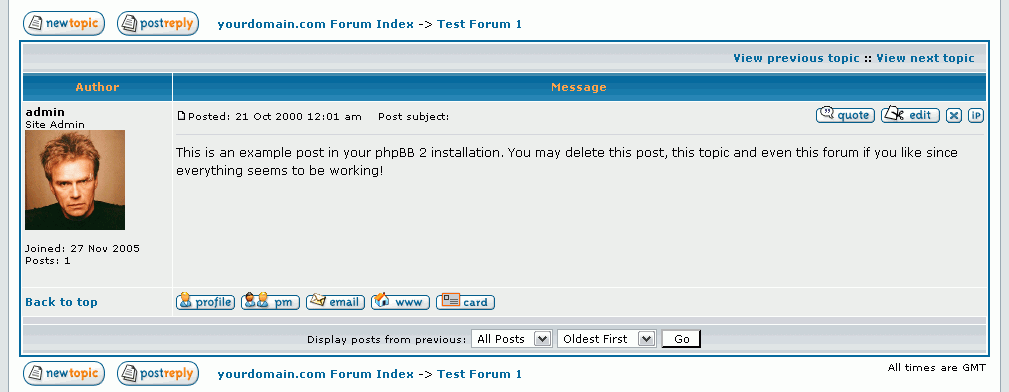 newtopic postreply yourdomain.com Forum Index -> Test Forum 1
View previous topic :: View next topic
Author Message
admin
Site Admin
Posted: 21 Oct 2000 12:01 am Post subject: quote edit X iP
This is an example post in your phpBB 2 installation. You may delete this post, this topic and even this forum if you like since
everything seems to be working!
Joined: 27 Nov 2005
Posts: 1
Back to top profile pm email www card
Display posts from previous: All Posts Oldest First Go
newtopic postreply yourdomain.com Forum Index -> Test Forum 1 All times are GMT